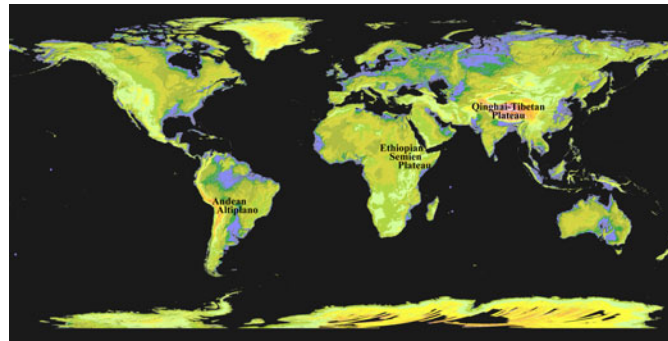 Qinghai-Tibetan
Plateau
Ethiopian
Semien
Plateau
Andean
Altiplano